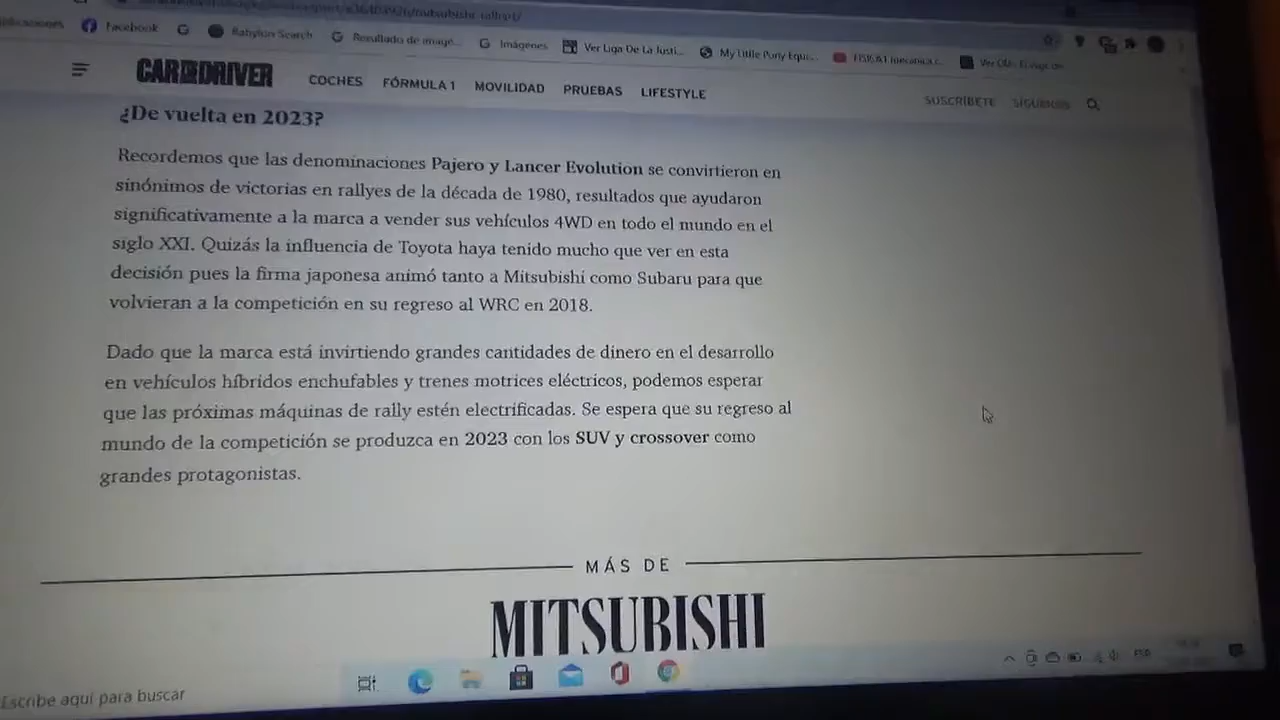 Facebook
Babylon Search
Resultado de image...
Imágenes
Ver Liga De La Justi...
My Little Pony Eque...
CAR AND DRIVER
COCHES
FÓRMULA 1
MOVILIDAD
PRUEBAS
LIFESTYLE
SUSCRÍBETE
SÍGUENOS
¿De vuelta en 2023?
Recordemos que las denominaciones Pajero y Lancer Evolution se convirtieron en
sinónimos de victorias en rallyes de la década de 1980, resultados que ayudaron
significativamente a la marca a vender sus vehículos 4WD en todo el mundo en el
siglo XXI. Quizás la influencia de Toyota haya tenido mucho que ver en esta
decisión pues la firma japonesa animó tanto a Mitsubishi como Subaru para que
volvieran a la competición en su regreso al WRC en 2018.
Dado que la marca está invirtiendo grandes cantidades de dinero en el desarrollo
en vehículos híbridos enchufables y trenes motrices eléctricos, podemos esperar
que las próximas máquinas de rally estén electrificadas. Se espera que su regreso al
mundo de la competición se produzca en 2023 con los SUV y crossover como
grandes protagonistas.
MÁS DE
MITSUBISHI
Escribe aquí para buscar
ESP